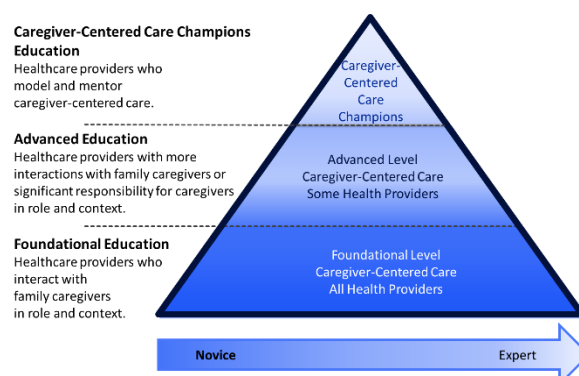 Caregiver-Centered Care Champions
Education
Healthcare providers who
model and mentor
caregiver-centered care.
Advanced Education
Healthcare providers with more
interactions with family caregivers or
significant responsibility for caregivers
in role and context.
Foundational Education
Healthcare providers who
interact with
family caregivers
in role and context.
Caregiver-
Centered
Care
Champions
Advanced Level
Caregiver-Centered Care
Some Health Providers
Foundational Level
Caregiver-Centered Care
All Health Providers
Novice
Expert